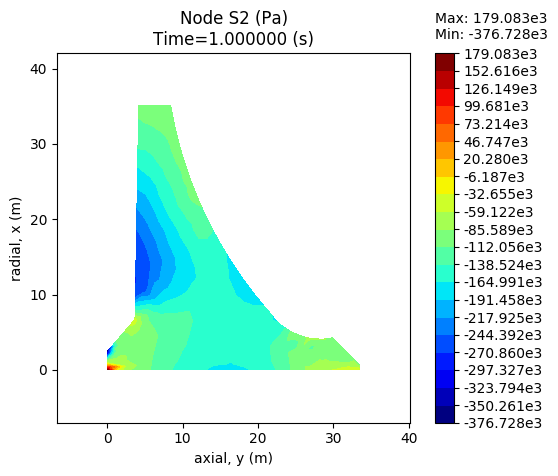 Node S2 (Pa)
Time=1.000000 (s)
Max: 179.083e3
Min: -376.728e3
179.083e3
152.616e3
126.149e3
99.681e3
73.214e3
46.747e3
20.280e3
-6.187e3
-32.655e3
-59.122e3
-85.589e3
-112.056e3
-138.524e3
-164.991e3
-191.458e3
-217.925e3
-244.392e3
-270.860e3
-297.327e3
-323.794e3
-350.261e3
-376.728e3
40
30
20
10
0
radial, x (m)
0
10
20
30
40
axial, y (m)